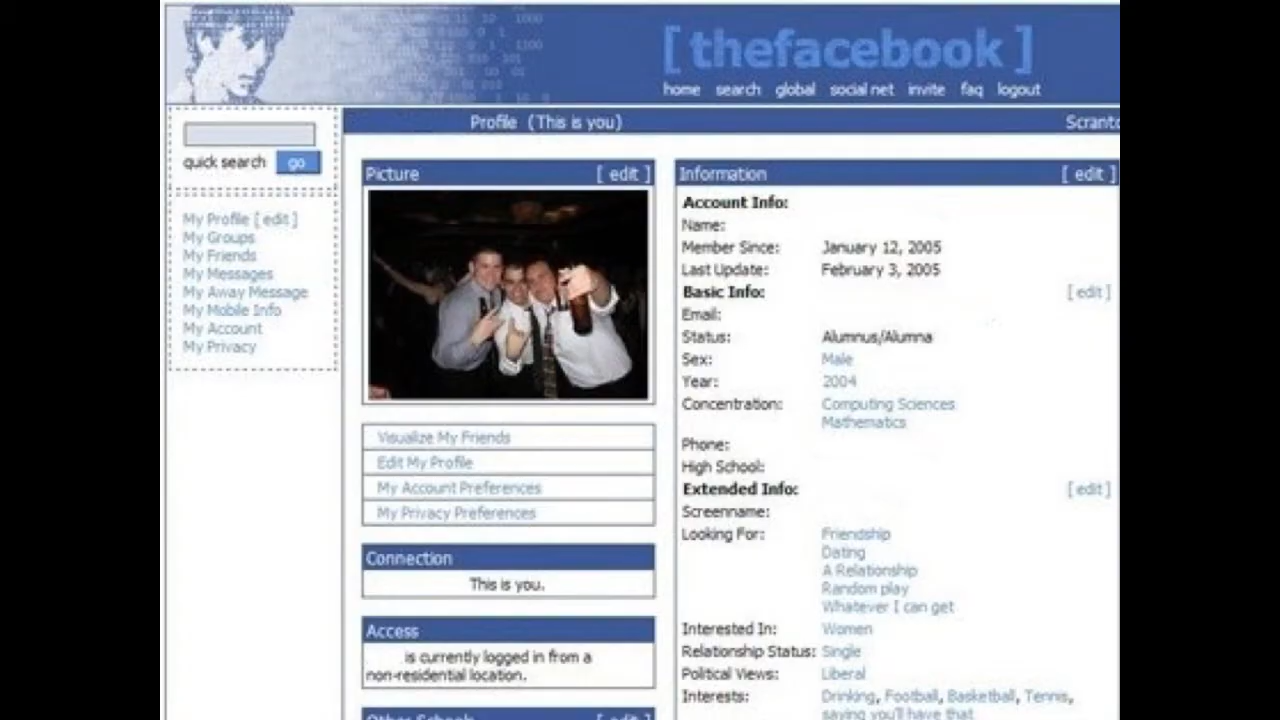 [ thefacebook ]
home search global social net invite faq logout
Profile (This is you)
quick search go
My Profile [ edit ]
My Groups
My Friends
My Messages
My Away Message
My Mobile Info
My Account
My Privacy
Picture [ edit ]
Visualize My Friends
Edit My Profile
My Account Preferences
My Privacy Preferences
Connection
This is you.
Access
is currently logged in from a
non-residential location.
[ edit ]
Information [ edit ]
Account Info:
Name:
Member Since: January 12, 2005
Last Update: February 3, 2005
Basic Info: [ edit ]
Email:
Status: Alumnus/Alumna
Sex: Male
Year: 2004
Concentration: Computing Sciences
Mathematics
Phone:
High School:
Extended Info: [ edit ]
Screenname:
Looking For: Friendship
Dating
A Relationship
Random play
Whatever I can get
Interested In: Women
Relationship Status: Single
Political Views: Liberal
Interests: Drinking, Football, Basketball, Tennis,
saying you'll have that